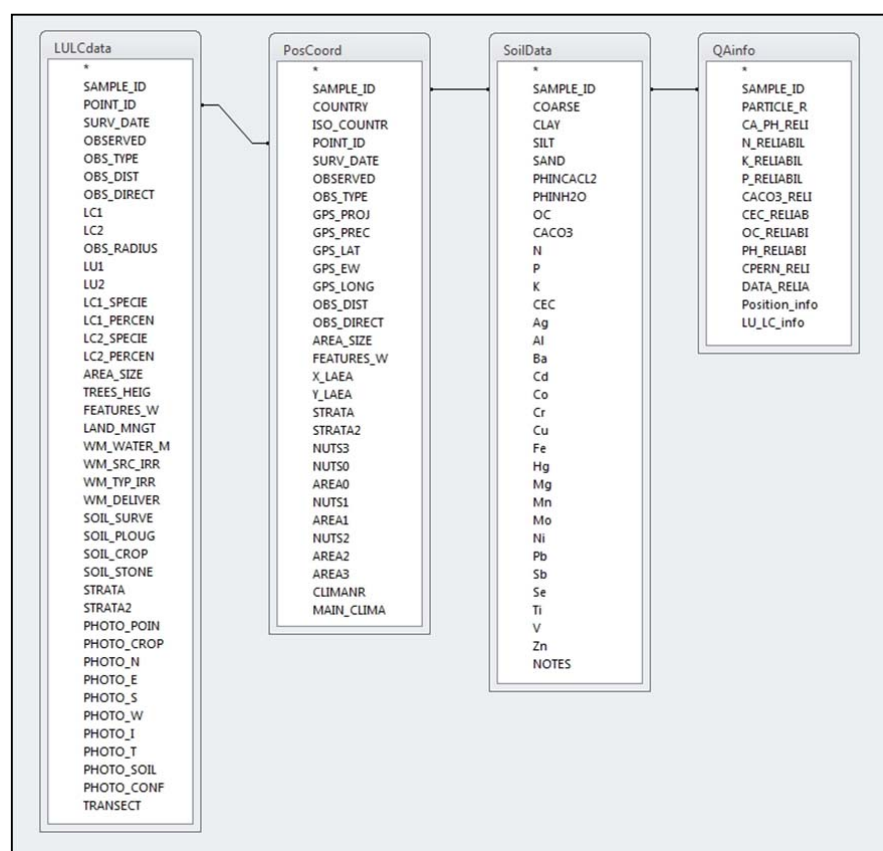 LULCdata
*
SAMPLE_ID
POINT_ID
SURV_DATE
OBSERVED
OBS_TYPE
OBS_DIST
OBS_DIRECT
LC1
LC2
OBS_RADIUS
LU1
LU2
LC1_SPECIE
LC1_PERCEN
LC2_SPECIE
LC2_PERCEN
AREA_SIZE
TREES_HEIG
FEATURES_W
LAND_MNGT
WM_WATER_M
WM_SRC_IRR
WM_TYP_IRR
WM_DELIVER
SOIL_SURVE
SOIL_PLOUG
SOIL_CROP
SOIL_STONE
STRATA
STRATA2
PHOTO_POIN
PHOTO_CROP
PHOTO_N
PHOTO_E
PHOTO_S
PHOTO_W
PHOTO_I
PHOTO_T
PHOTO_SOIL
PHOTO_CONF
TRANSECT
PosCoord
*
SAMPLE_ID
COUNTRY
ISO_COUNTR
POINT_ID
SURV_DATE
OBSERVED
OBS_TYPE
GPS_PROJ
GPS_PREC
GPS_LAT
GPS_EW
GPS_LONG
OBS_DIST
OBS_DIRECT
AREA_SIZE
FEATURES_W
X_LAEA
Y_LAEA
STRATA
STRATA2
NUTS3
NUTS0
AREA0
NUTS1
AREA1
NUTS2
AREA2
AREA3
CLIMANR
MAIN_CLIMA
SoilData
*
SAMPLE_ID
COARSE
CLAY
SILT
SAND
PHINCACL2
PHINH2O
OC
CACO3
N
P
K
CEC
Ag
Al
Ba
Cd
Co
Cr
Cu
Fe
Hg
Mg
Mn
Mo
Ni
Pb
Sb
Se
Ti
V
Zn
NOTES
QAinfo
*
SAMPLE_ID
PARTICLE_R
CA_PH_RELI
N_RELIABIL
K_RELIABIL
P_RELIABIL
CACO3_RELI
CEC_RELIAB
OC_RELIABI
PH_RELIABI
CPERN_RELI
DATA_RELIA
Position_info
LU_LC_info